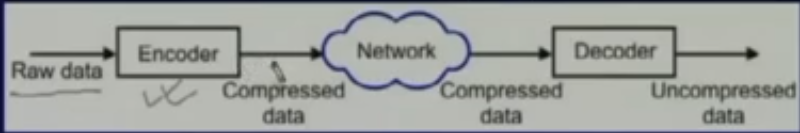 Encoder
Network
Decoder
Raw data
Compressed
data
Compressed
data
Uncompressed
data